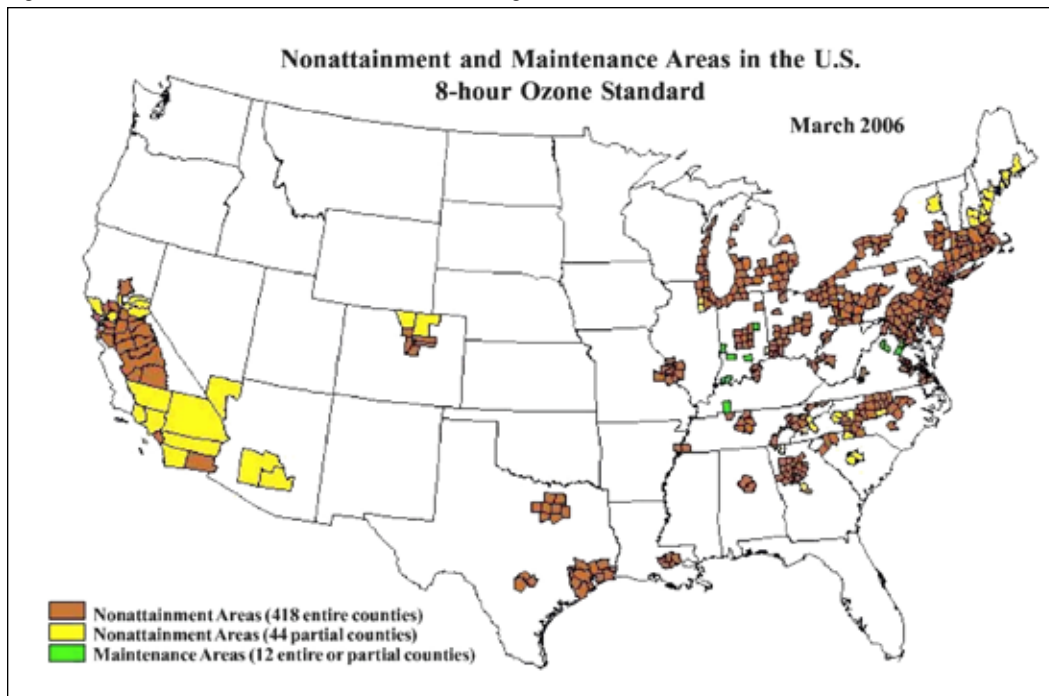 Nonattainment and Maintenance Areas in the U.S.
8-hour Ozone Standard
March 2006
Nonattainment Areas (418 entire counties)
Nonattainment Areas (44 partial counties)
Maintenance Areas (12 entire or partial counties)